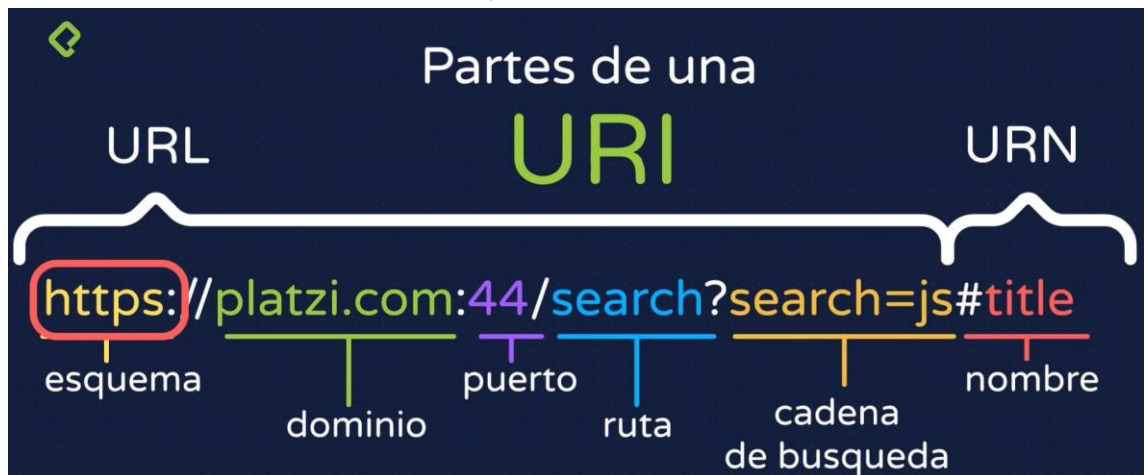 Partes de una
URI
URL
URN
https://platzi.com:44/search?search=js#title
esquema
dominio
puerto
ruta
cadena
de busqueda
nombre